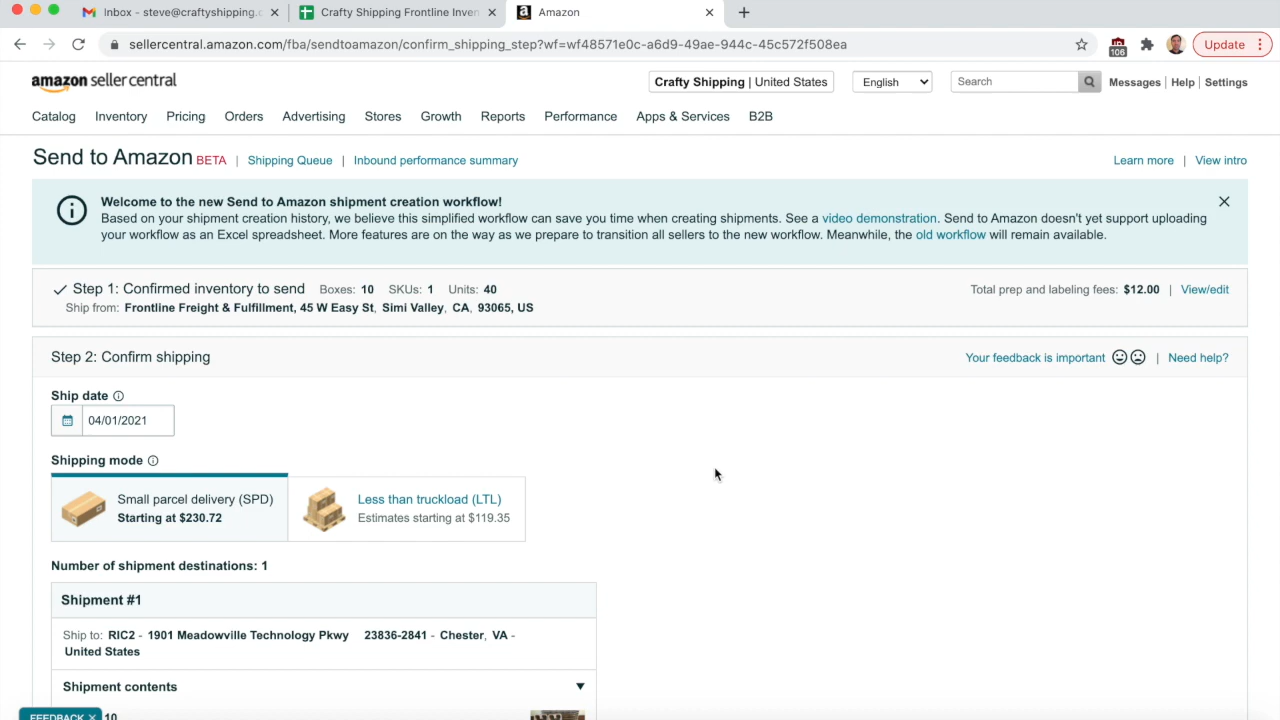 Inbox - steve@craftyshipping.c
Crafty Shipping Frontline Inven
Amazon
sellercentral.amazon.com/fba/sendtoamazon/confirm_shipping_step?wf=wf48571e0c-a6d9-49ae-944c-45c572f508ea
106
Update
amazon seller central
Crafty Shipping | United States
English
Search
Messages | Help | Settings
Catalog Inventory Pricing Orders Advertising Stores Growth Reports Performance Apps & Services B2B
Send to Amazon BETA | Shipping Queue | Inbound performance summary
Learn more | View intro
Welcome to the new Send to Amazon shipment creation workflow!
Based on your shipment creation history, we believe this simplified workflow can save you time when creating shipments. See a video demonstration. Send to Amazon doesn't yet support uploading
your workflow as an Excel spreadsheet. More features are on the way as we prepare to transition all sellers to the new workflow. Meanwhile, the old workflow will remain available.
Step 1: Confirmed inventory to send Boxes: 10 SKUs: 1 Units: 40
Total prep and labeling fees: $12.00 | View/edit
Ship from: Frontline Freight & Fulfillment, 45 W Easy St, Simi Valley, CA, 93065, US
Step 2: Confirm shipping
Your feedback is important | Need help?
Ship date
04/01/2021
Shipping mode
Small parcel delivery (SPD)
Starting at $230.72
Less than truckload (LTL)
Estimates starting at $119.35
Number of shipment destinations: 1
Shipment #1
Ship to: RIC2 - 1901 Meadowville Technology Pkwy 23836-2841 - Chester, VA -
United States
Shipment contents
FEEDBACK
10